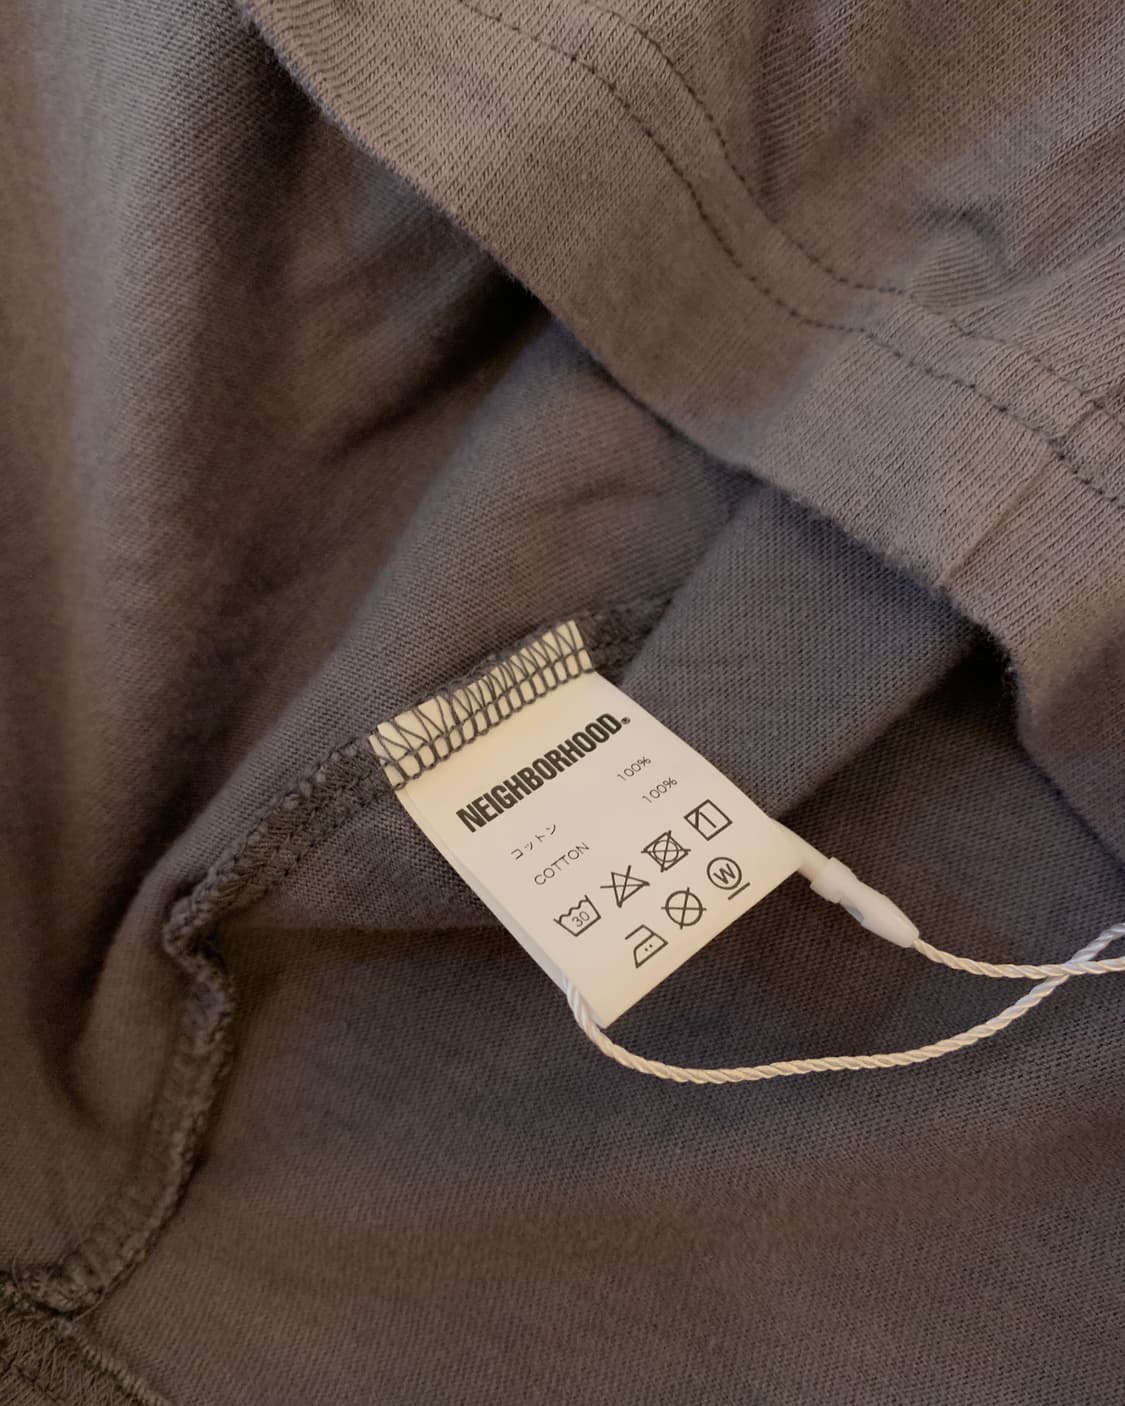 NEIGHBORHOOD®
コットン 100%
COTTON 100%
30
W